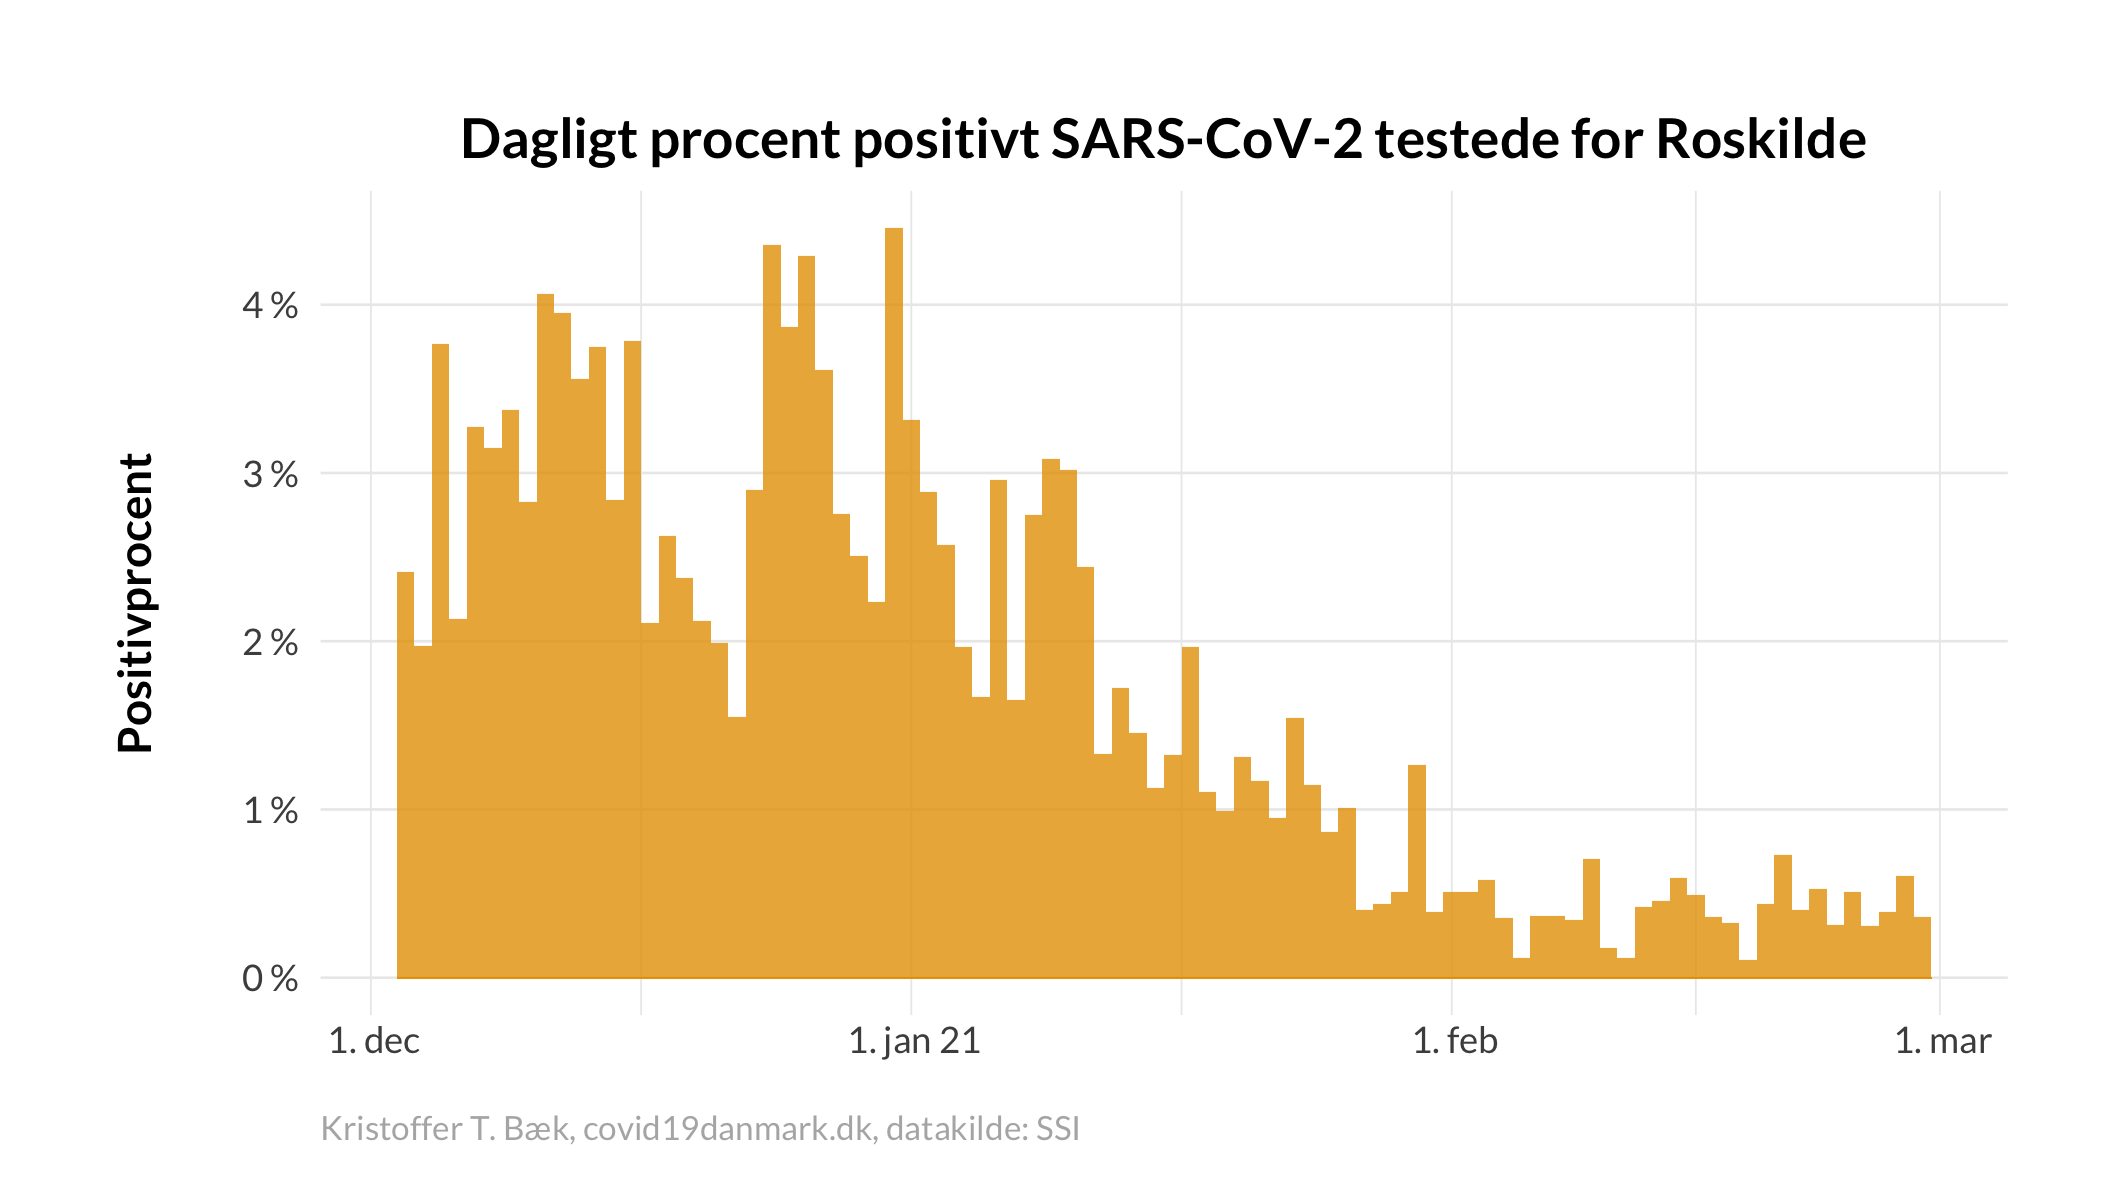 Dagligt procent positivt SARS-CoV-2 testede for Roskilde
Positivprocent
4 %
3 %
2 %
1 %
0 %
1. dec
1. jan 21
1. feb
1. mar
Kristoffer T. Bæk, covid19danmark.dk, datakilde: SSI